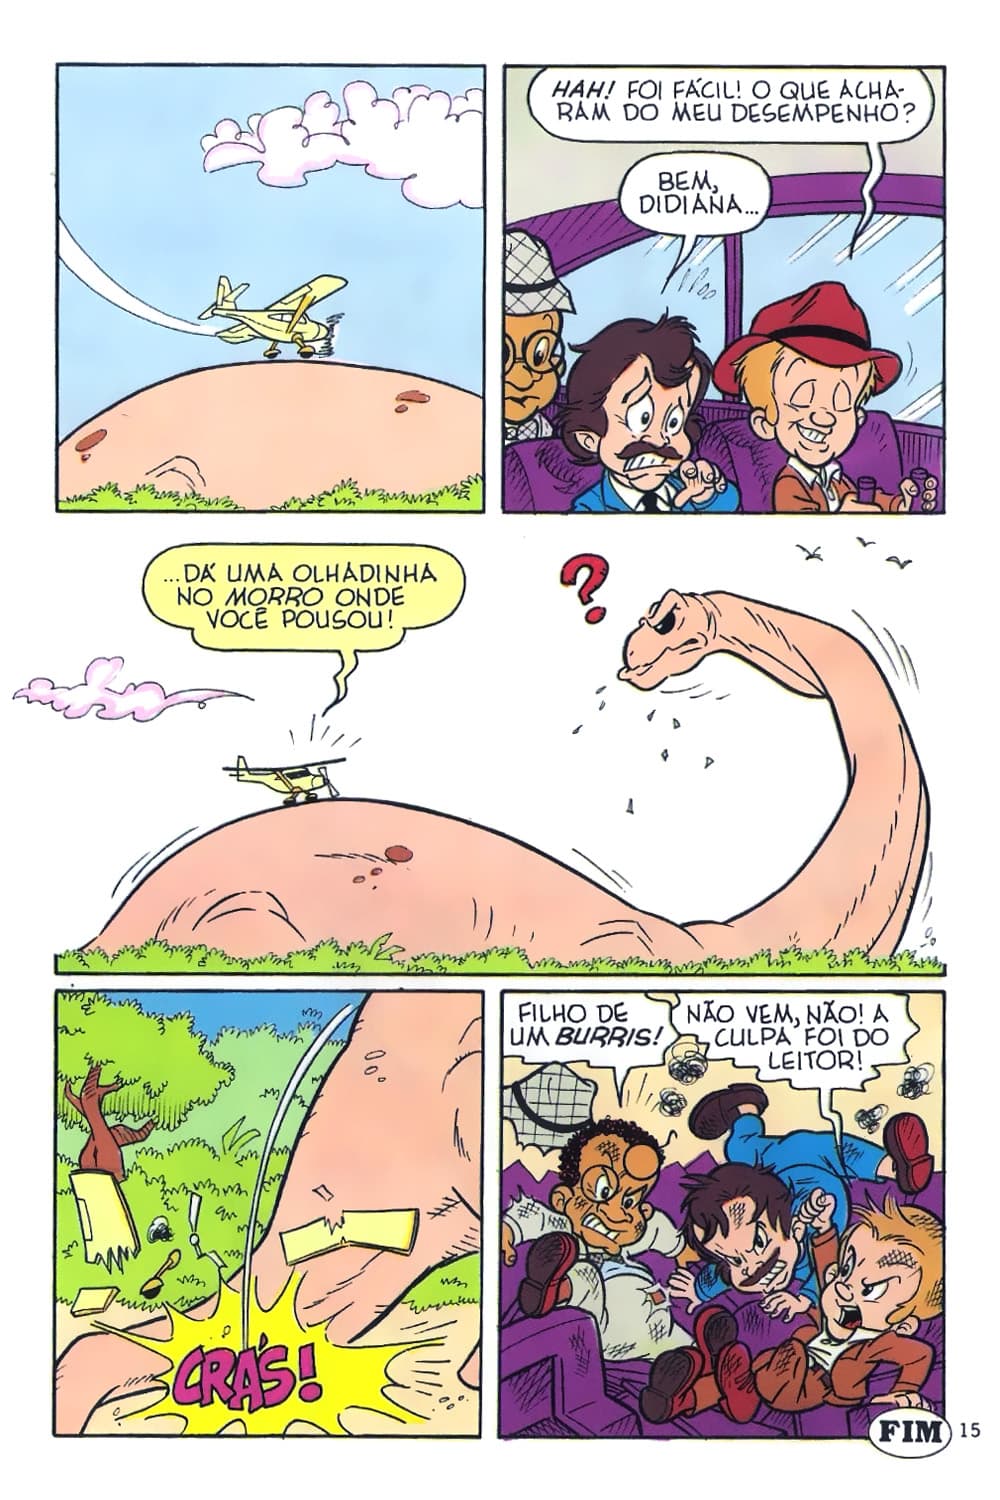 HAH! FOI FÁCIL! O QUE ACHA-
RAM DO MEU DESEMPENHO?
BEM,
DIDIANA...
...DÁ UMA OLHADINHA
NO MORRO ONDE
VOCÊ POUSOU!
?
CRÁS!
FILHO DE
UM BURRIS!
NÃO VEM, NÃO! A
CULPA FOI DO
LEITOR!
FIM
15